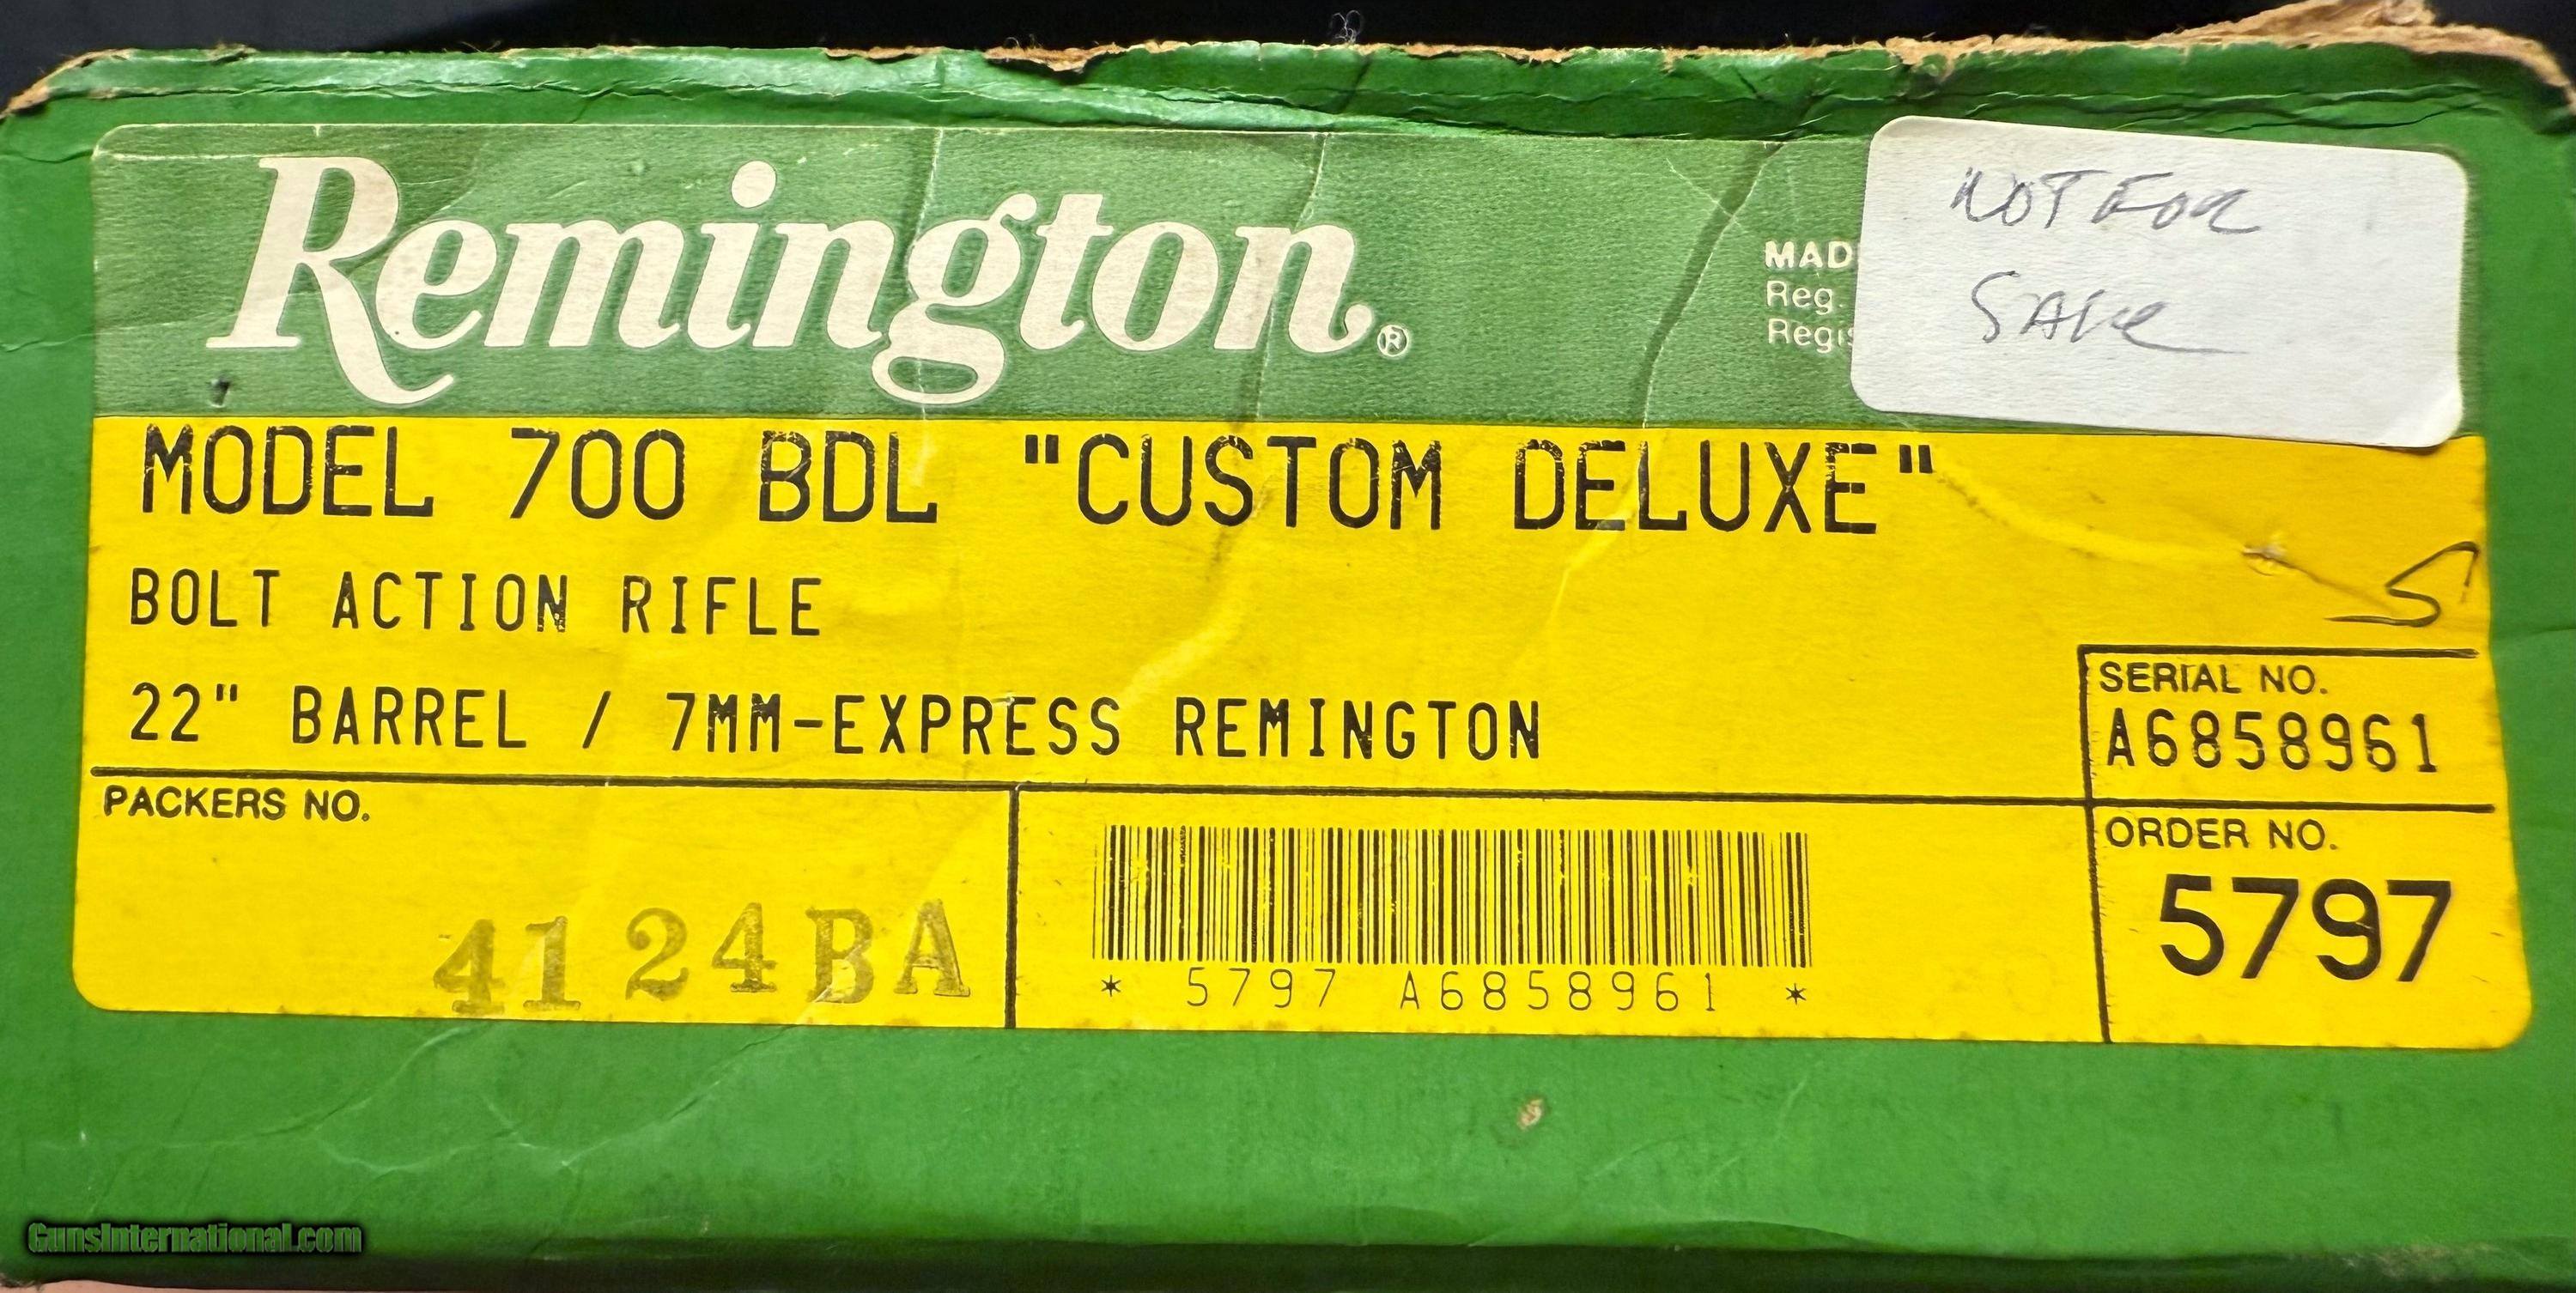 Remington®
MAD
Reg.
Regis
NOT FOR
SALE
MODEL 700 BDL "CUSTOM DELUXE"
BOLT ACTION RIFLE
22" BARREL / 7MM-EXPRESS REMINGTON
S
SERIAL NO.
A6858961
PACKERS NO.
4124BA
* 5797 A6858961 *
ORDER NO.
5797
GunsInternational.com